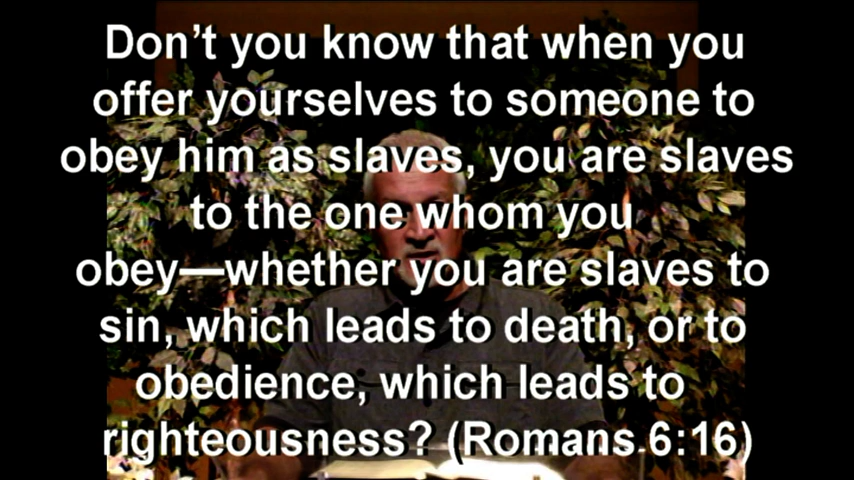 Don’t you know that when you
offer yourselves to someone to
obey him as slaves, you are slaves
to the one whom you
obey—whether you are slaves to
sin, which leads to death, or to
obedience, which leads to
righteousness? (Romans 6:16)